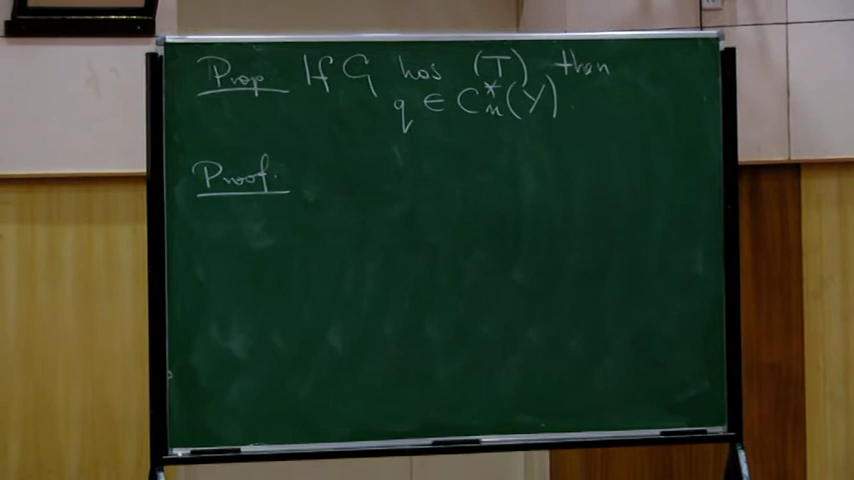 Prop If G has (T) then
q ∈ C*u(Y).
Proof.